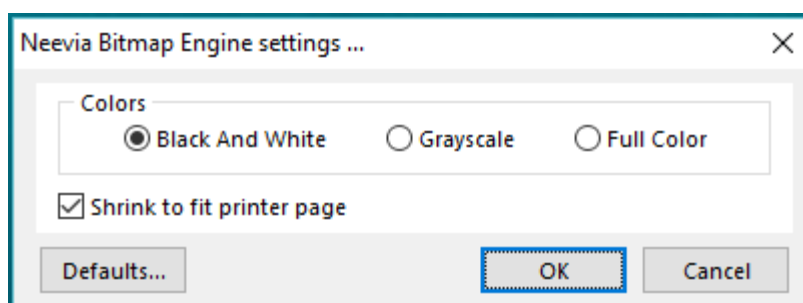 Neevia Bitmap Engine settings ...
Colors
Black And White Grayscale Full Color
Shrink to fit printer page
Defaults... OK Cancel